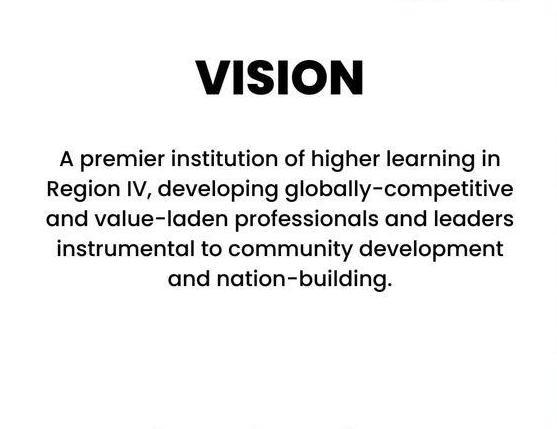 VISION
A premier institution of higher learning in
Region IV, developing globally-competitive
and value-laden professionals and leaders
instrumental to community development
and nation-building.